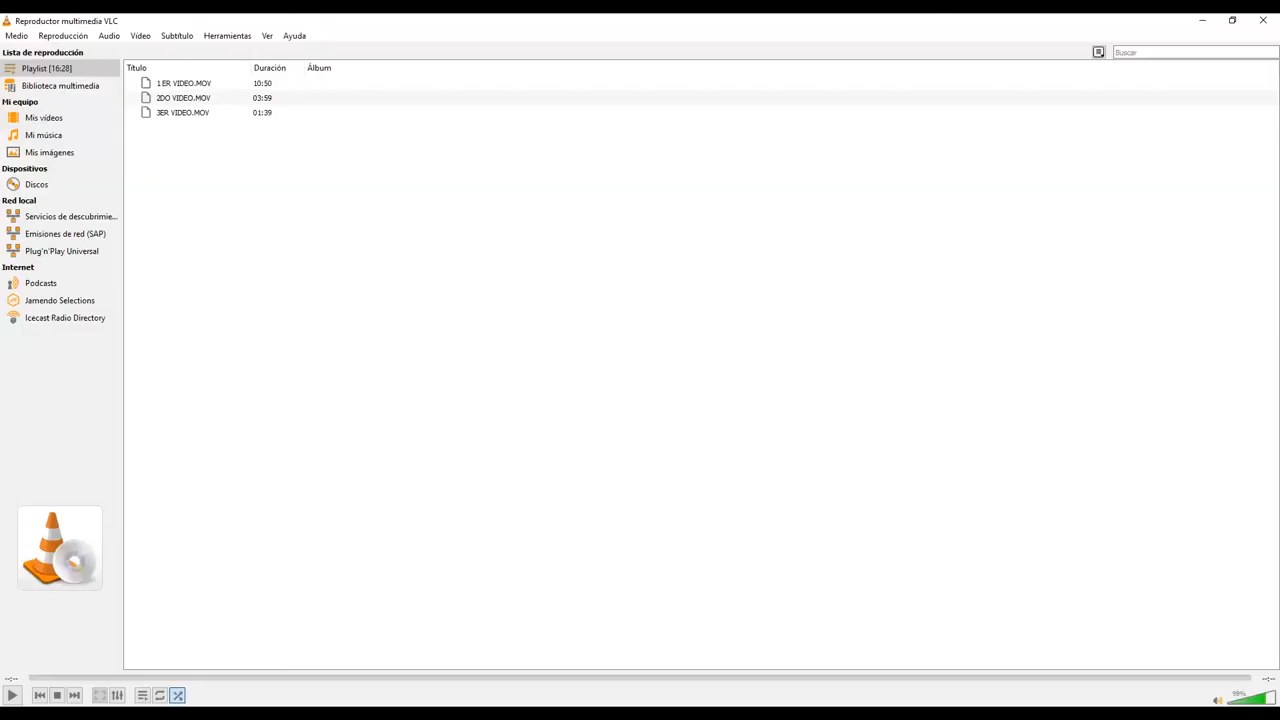 Reproductor multimedia VLC
Medio Reproducción Audio Vídeo Subtítulo Herramientas Ver Ayuda
Lista de reproducción
Buscar
Playlist [16:28]
Biblioteca multimedia
Mi equipo
Mis vídeos
Mi música
Mis imágenes
Dispositivos
Discos
Red local
Servicios de descubrimie...
Emisiones de red (SAP)
Plug'n'Play Universal
Internet
Podcasts
Jamendo Selections
Icecast Radio Directory
Título Duración Álbum
1 ER VIDEO.MOV 10:50
2DO VIDEO.MOV 03:59
3ER VIDEO.MOV 01:39
--:-- --:--
99%